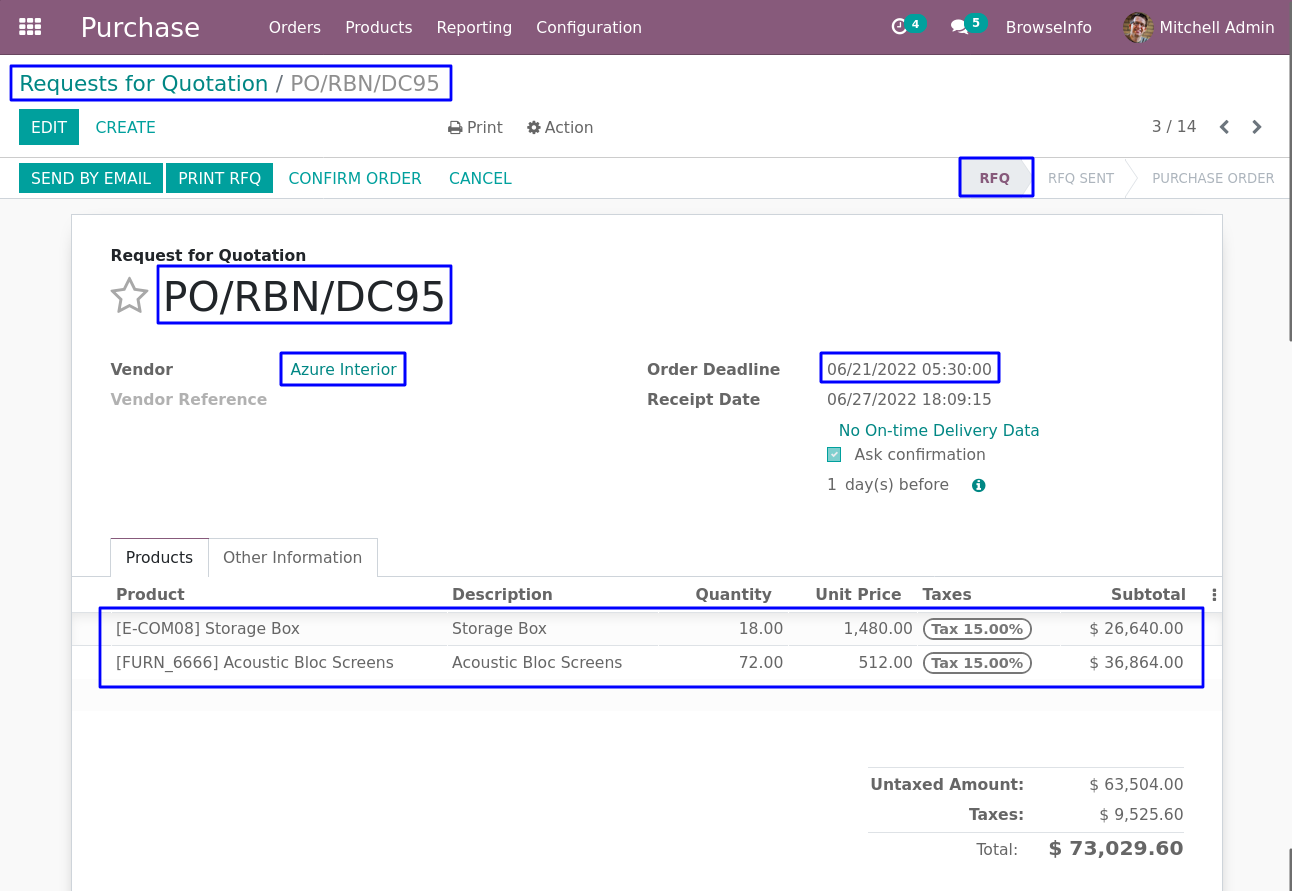 Purchase Orders Products Reporting Configuration 4 5 BrowseInfo Mitchell Admin
Requests for Quotation / PO/RBN/DC95
EDIT CREATE Print Action 3 / 14
SEND BY EMAIL PRINT RFQ CONFIRM ORDER CANCEL RFQ RFQ SENT PURCHASE ORDER
Request for Quotation
PO/RBN/DC95
Vendor Azure Interior Order Deadline 06/21/2022 05:30:00
Vendor Reference Receipt Date 06/27/2022 18:09:15
No On-time Delivery Data
Ask confirmation
1 day(s) before
Products Other Information
Product Description Quantity Unit Price Taxes Subtotal
[E-COM08] Storage Box Storage Box 18.00 1,480.00 Tax 15.00% $ 26,640.00
[FURN_6666] Acoustic Bloc Screens Acoustic Bloc Screens 72.00 512.00 Tax 15.00% $ 36,864.00
Untaxed Amount: $ 63,504.00
Taxes: $ 9,525.60
Total: $ 73,029.60